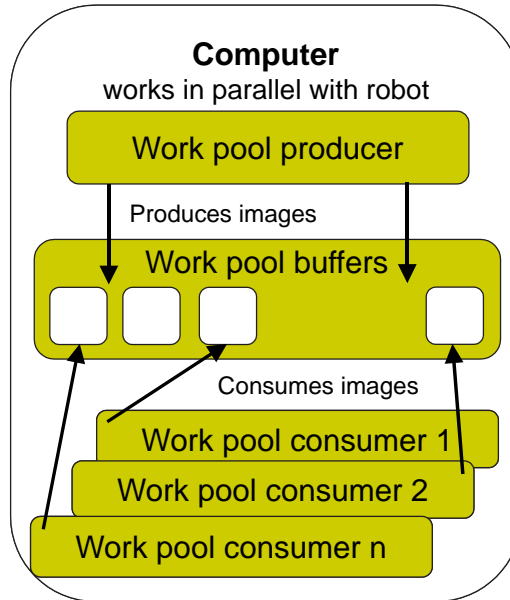 Computer
works in parallel with robot
Work pool producer
Produces images
Work pool buffers
Consumes images
Work pool consumer 1
Work pool consumer 2
Work pool consumer n